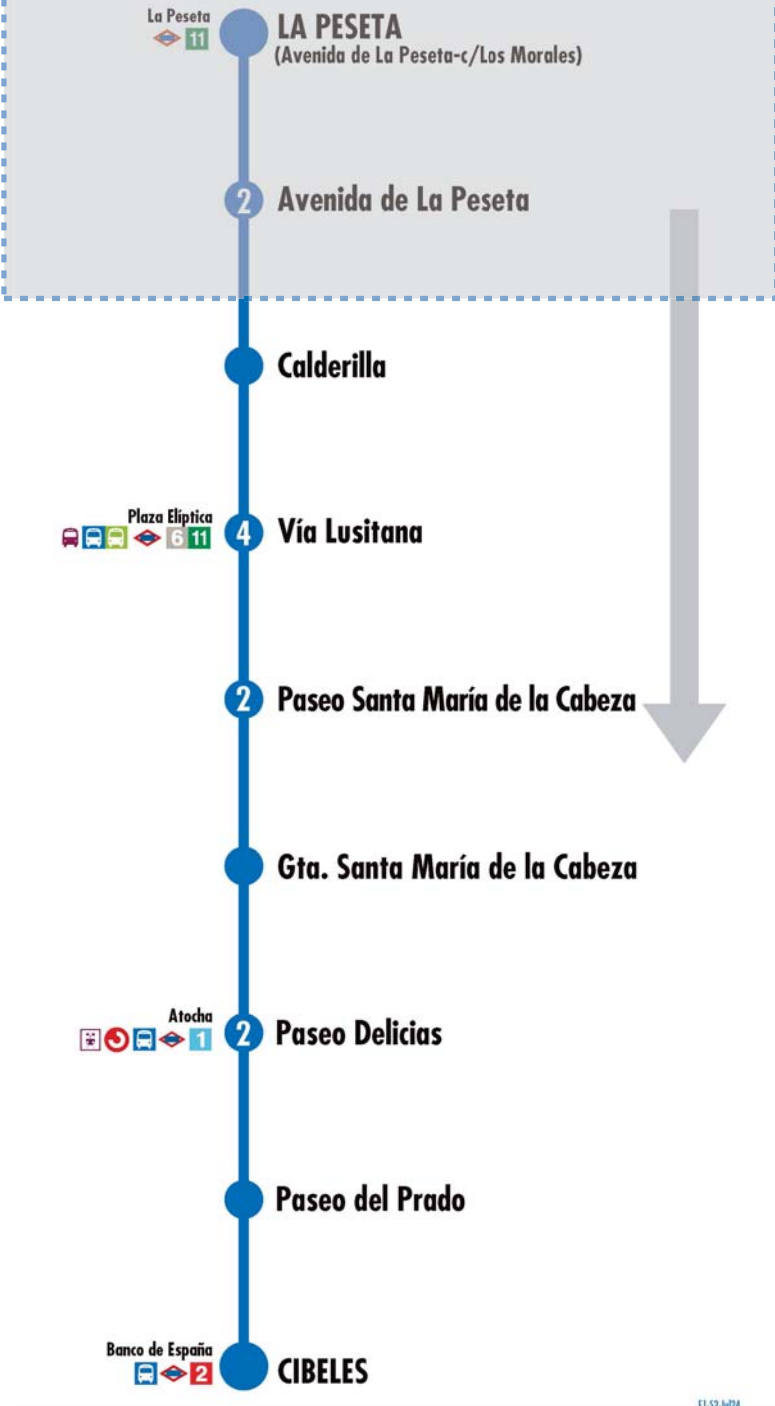 La Peseta
11
LA PESETA
(Avenida de La Peseta-c/Los Morales)
2 Avenida de La Peseta
Calderilla
Plaza Elíptica
6 11
4 Vía Lusitana
2 Paseo Santa María de la Cabeza
Gta. Santa María de la Cabeza
Atocha
1
2 Paseo Delicias
Paseo del Prado
Banco de España
2
CIBELES